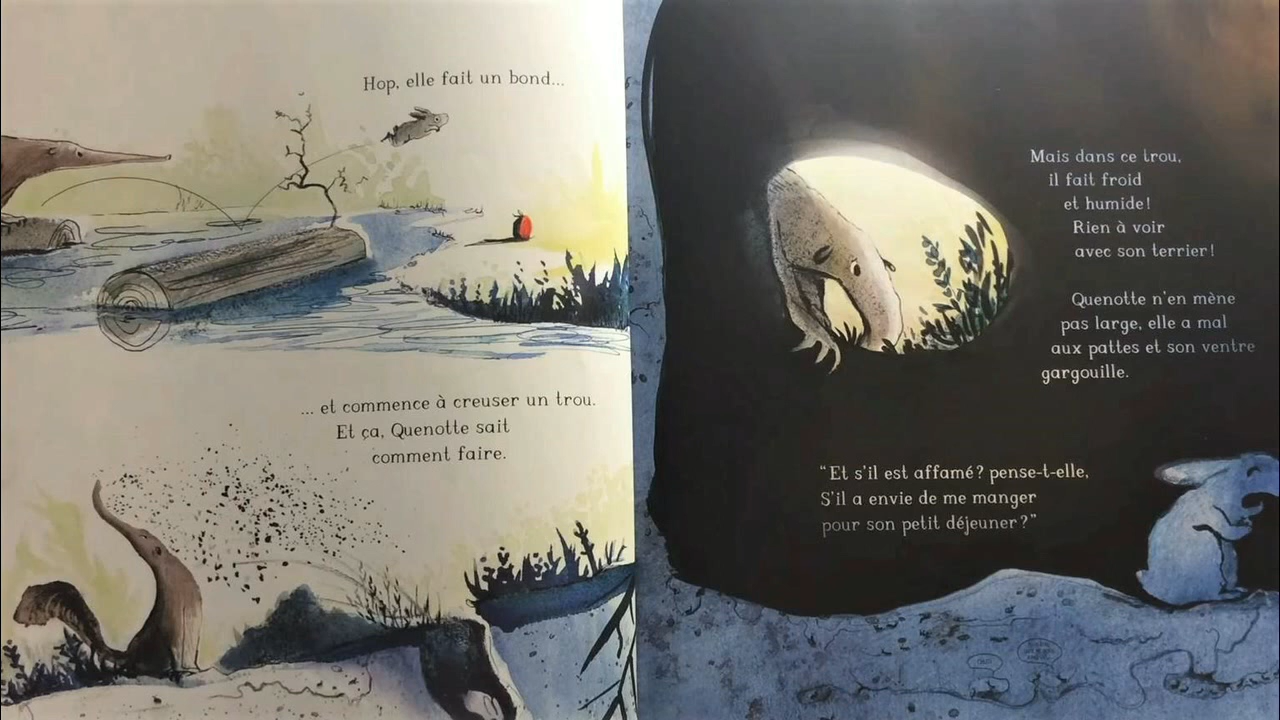 Hop, elle fait un bond...
... et commence à creuser un trou.
Et ça, Quenotte sait
comment faire.
Mais dans ce trou,
il fait froid
et humide!
Rien à voir
avec son terrier!
Quenotte n'en mène
pas large, elle a mal
aux pattes et son ventre
gargouille.
"Et s'il est affamé? pense-t-elle,
S'il a envie de me manger
pour son petit déjeuner?"